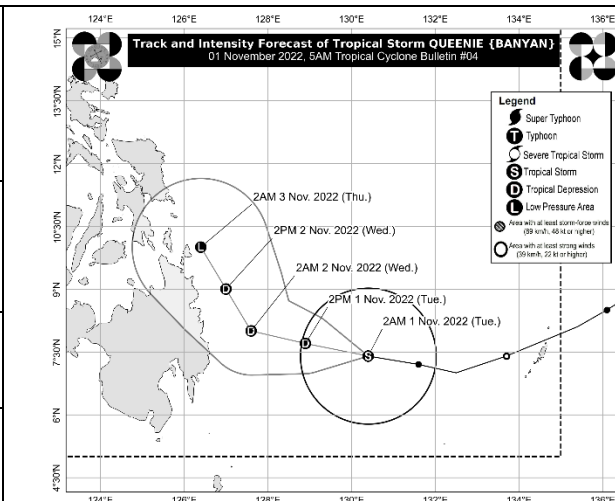 124°E 126°E 128°E 130°E 132°E 134°E 136°E
Track and Intensity Forecast of Tropical Storm QUEENIE {BANYAN}
01 November 2022, 5AM Tropical Cyclone Bulletin #04
15°N
13°30'N
12°N
10°30'N
9°N
7°30'N
6°N
4°30'N
Legend
Super Typhoon
T Typhoon
Severe Tropical Storm
S Tropical Storm
D Tropical Depression
L Low Pressure Area
Area with at least storm-force winds
(89 km/h, 48 kt or higher)
Area with at least strong winds
(39 km/h, 22 kt or higher)
2AM 3 Nov. 2022 (Thu.)
L
2PM 2 Nov. 2022 (Wed.)
D
2AM 2 Nov. 2022 (Wed.)
D
2PM 1 Nov. 2022 (Tue.)
D
2AM 1 Nov. 2022 (Tue.)
S
124°E 126°E 128°E 130°E 132°E 134°E 136°E